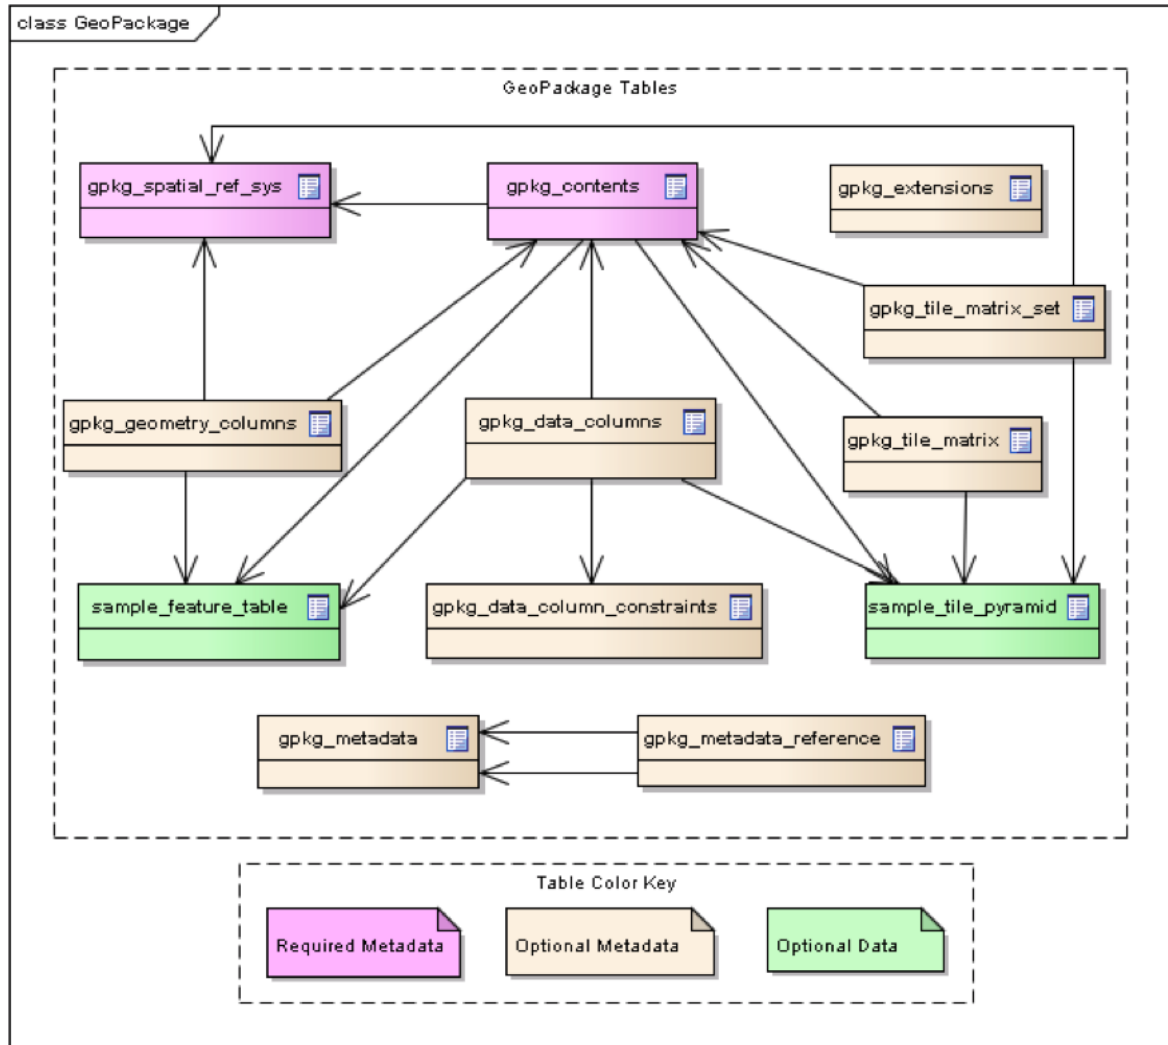 class GeoPackage
GeoPackage Tables
gpkg_spatial_ref_sys
gpkg_contents
gpkg_extensions
gpkg_tile_matrix_set
gpkg_geometry_columns
gpkg_data_columns
gpkg_tile_matrix
sample_feature_table
gpkg_data_column_constraints
sample_tile_pyramid
gpkg_metadata
gpkg_metadata_reference
Table Color Key
Required Metadata
Optional Metadata
Optional Data